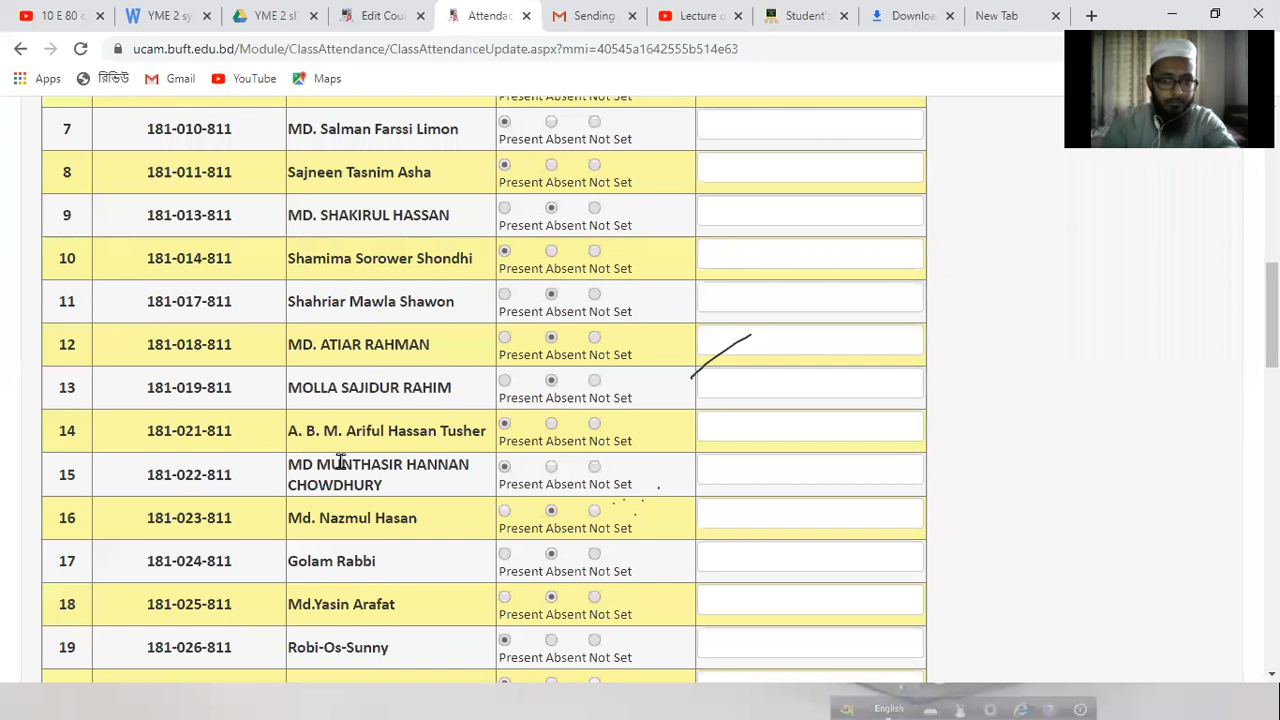 10 E 80 c
YME 2 sy
YME 2 sl
Edit Cou
Attendac
Sending
Lecture o
Student's
Downloa
New Tab
ucam.buft.edu.bd/Module/ClassAttendance/ClassAttendanceUpdate.aspx?mmi=40545a1642555b514e63
Apps রিভিউ Gmail YouTube Maps
Present Absent Not Set
7 181-010-811 MD. Salman Farssi Limon
Present Absent Not Set
8 181-011-811 Sajneen Tasnim Asha
Present Absent Not Set
9 181-013-811 MD. SHAKIRUL HASSAN
Present Absent Not Set
10 181-014-811 Shamima Sorower Shondhi
Present Absent Not Set
11 181-017-811 Shahriar Mawla Shawon
Present Absent Not Set
12 181-018-811 MD. ATIAR RAHMAN
Present Absent Not Set
13 181-019-811 MOLLA SAJIDUR RAHIM
Present Absent Not Set
14 181-021-811 A. B. M. Ariful Hassan Tusher
Present Absent Not Set
15 181-022-811 MD MUNTHASIR HANNAN
CHOWDHURY
Present Absent Not Set
16 181-023-811 Md. Nazmul Hasan
Present Absent Not Set
17 181-024-811 Golam Rabbi
Present Absent Not Set
18 181-025-811 Md.Yasin Arafat
Present Absent Not Set
19 181-026-811 Robi-Os-Sunny
Present Absent Not Set
English